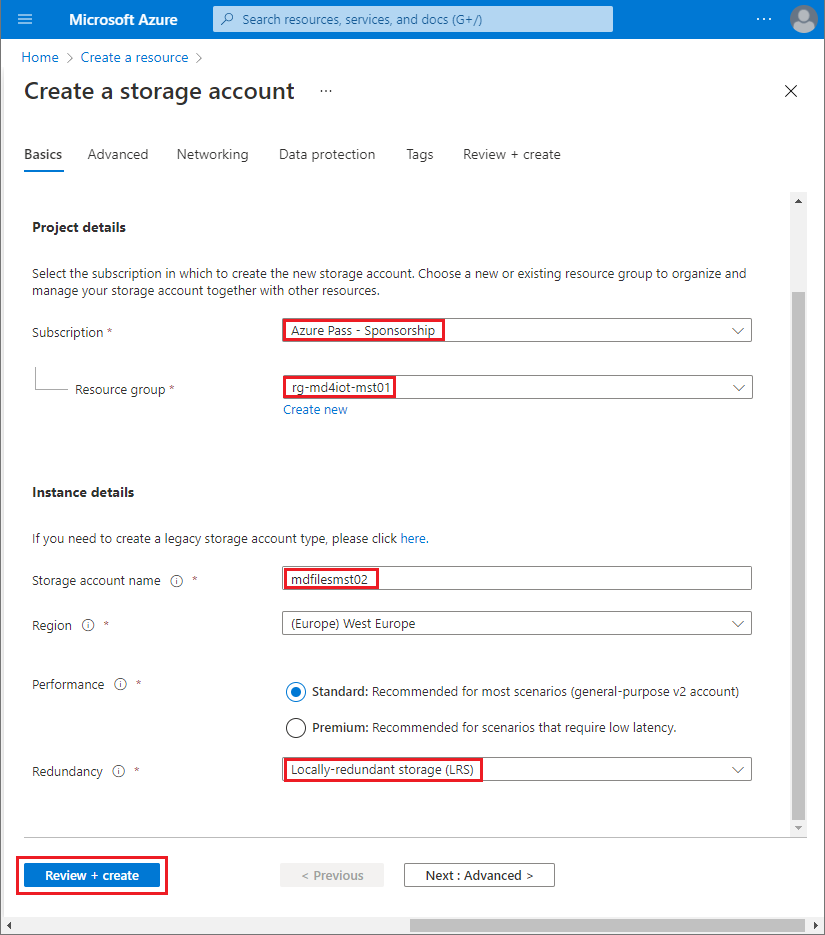 Microsoft Azure
Search resources, services, and docs (G+/)
...
Home > Create a resource >
Create a storage account ...
Basics Advanced Networking Data protection Tags Review + create
Project details
Select the subscription in which to create the new storage account. Choose a new or existing resource group to organize and
manage your storage account together with other resources.
Subscription *
Azure Pass - Sponsorship
Resource group *
rg-md4iot-mst01
Create new
Instance details
If you need to create a legacy storage account type, please click here.
Storage account name *
mdfilesmst02
Region *
(Europe) West Europe
Performance *
Standard: Recommended for most scenarios (general-purpose v2 account)
Premium: Recommended for scenarios that require low latency.
Redundancy *
Locally-redundant storage (LRS)
Review + create
< Previous
Next : Advanced >